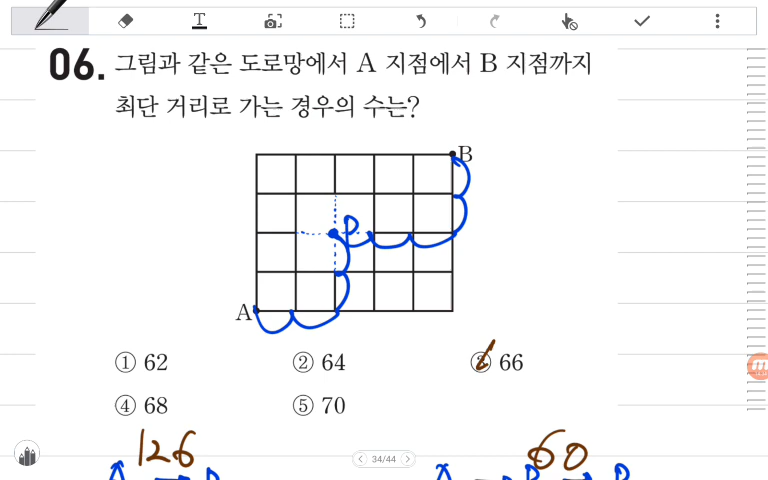 06. 그림과 같은 도로망에서 A 지점에서 B 지점까지
최단 거리로 가는 경우의 수는?
B
P
A
① 62 ② 64 ③ 66
④ 68 ⑤ 70
126 60
34/44